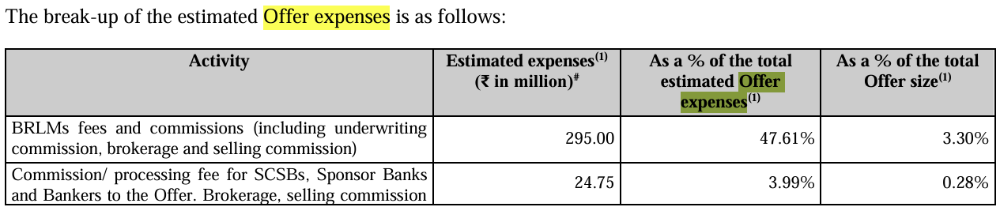 The break-up of the estimated Offer expenses is as follows:
Activity
Estimated expenses(1)
(₹ in million)#
As a % of the total
estimated Offer
expenses(1)
As a % of the total
Offer size(1)
BRLMs fees and commissions (including underwriting
commission, brokerage and selling commission)
295.00
47.61%
3.30%
Commission/ processing fee for SCSBs, Sponsor Banks
and Bankers to the Offer. Brokerage, selling commission
24.75
3.99%
0.28%